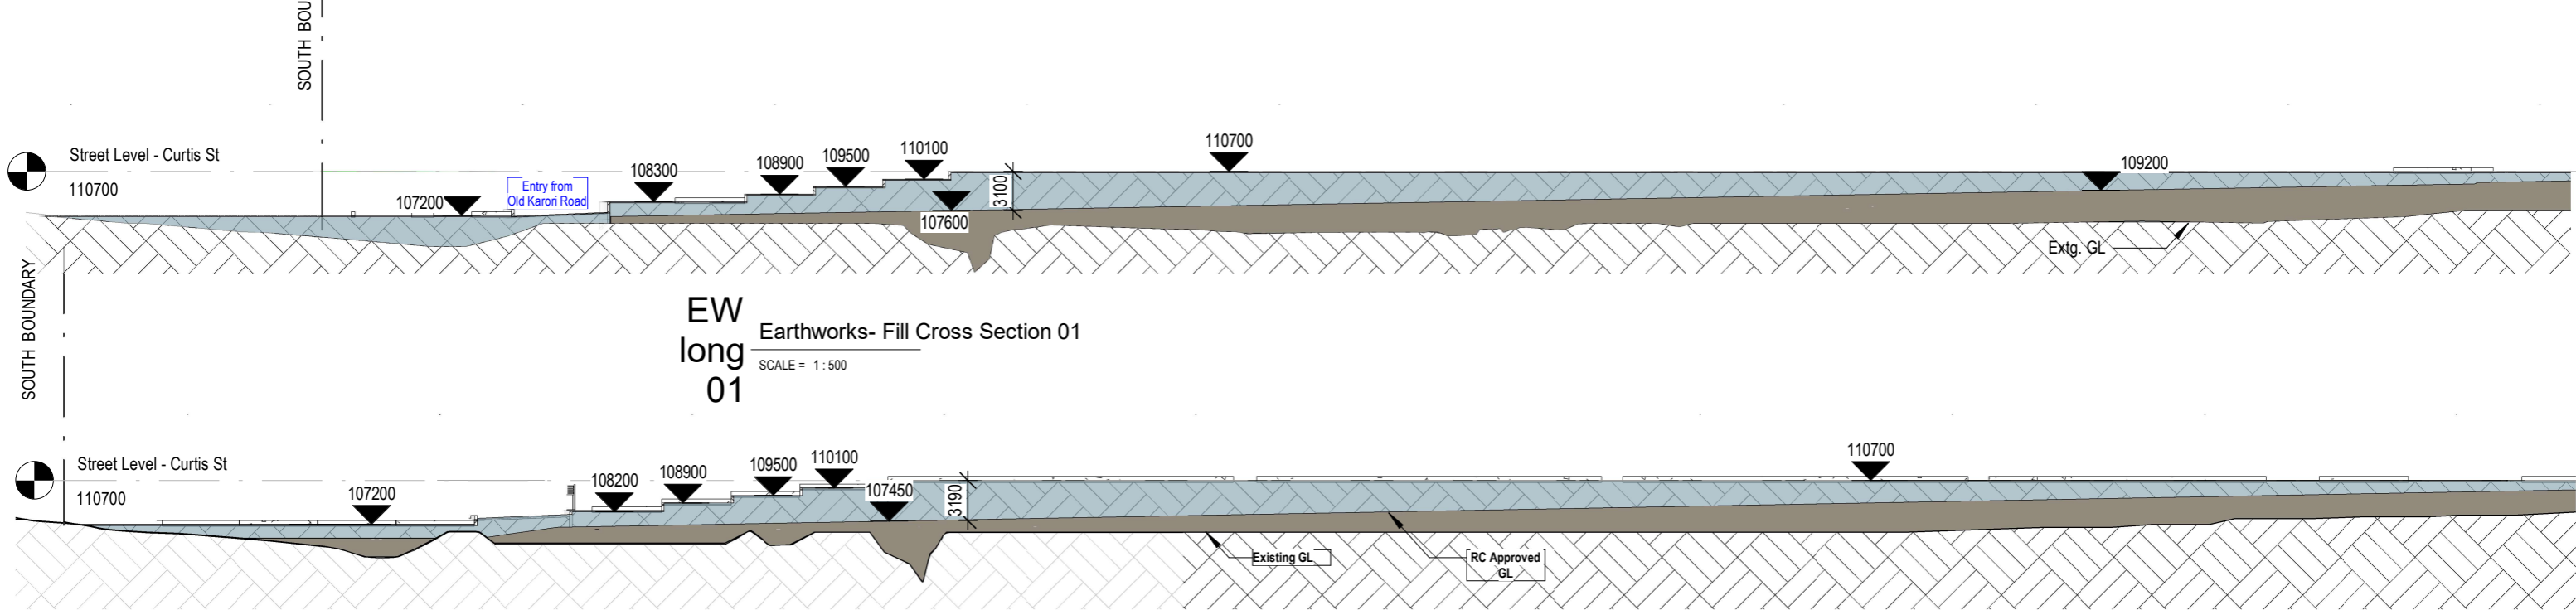 SOUTH BOU
Street Level - Curtis St
110700
107200
Entry from
Old Karori Road
108300
108900
109500
110100
107600
3100
110700
109200
Extg. GL
SOUTH BOUNDARY
EW
long
01
Earthworks- Fill Cross Section 01
SCALE = 1 : 500
Street Level - Curtis St
110700
107200
108200
108900
109500
110100
107450
3190
110700
Existing GL
RC Approved
GL